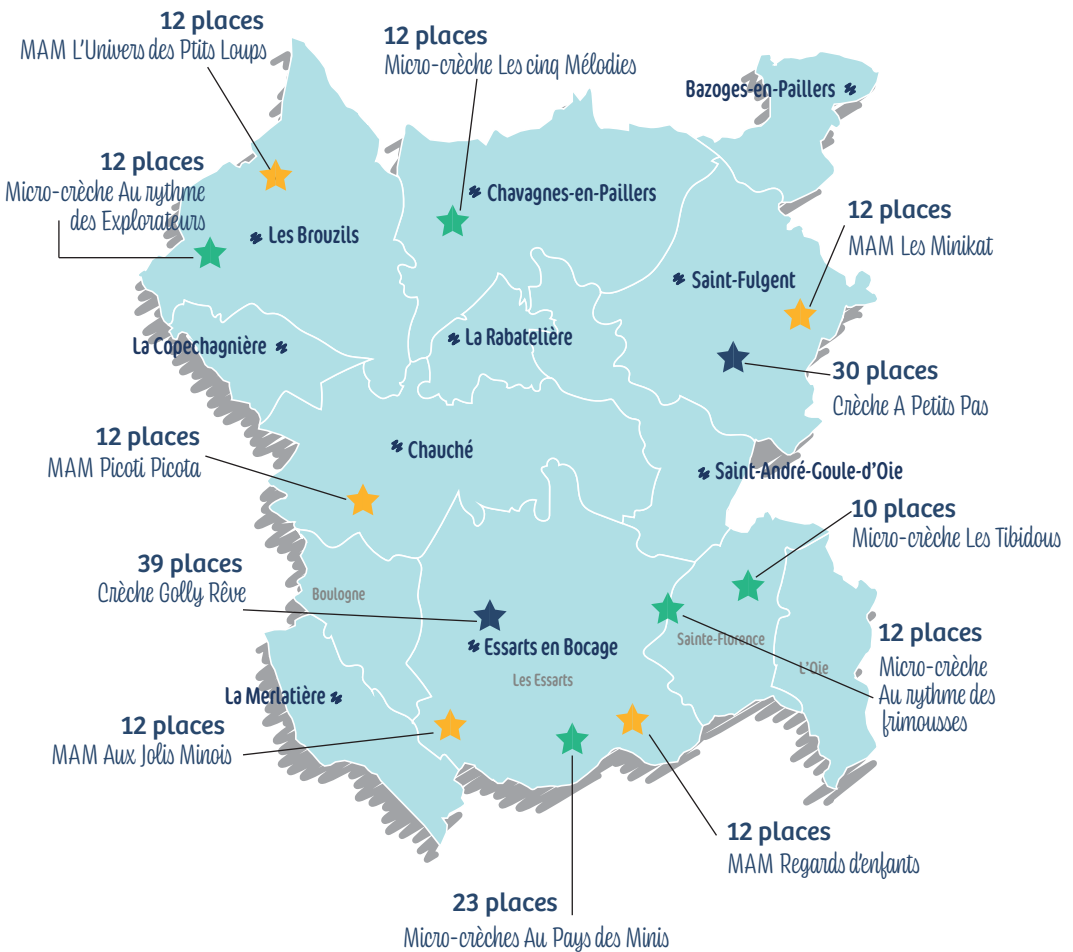 12 places
MAM L'Univers des Ptits Loups
12 places
Micro-crèche Les cinq Mélodies
Bazoges-en-Paillers
12 places
Micro-crèche Au rythme
des Explorateurs
Chavagnes-en-Paillers
Les Brouzils
12 places
MAM Les Minikat
Saint-Fulgent
La Copechagnière
La Rabatelière
30 places
Crèche A Petits Pas
12 places
MAM Picoti Picota
Chauché
Saint-André-Goule-d'Oie
10 places
Micro-crèche Les Tibidous
39 places
Crèche Golly Rêve
Boulogne
Essarts en Bocage
Les Essarts
Sainte-Florence
L'Oie
12 places
Micro-crèche
Au rythme des
frimousses
La Merlatière
12 places
MAM Aux Jolis Minois
12 places
MAM Regards d'enfants
23 places
Micro-crèches Au Pays des Minis